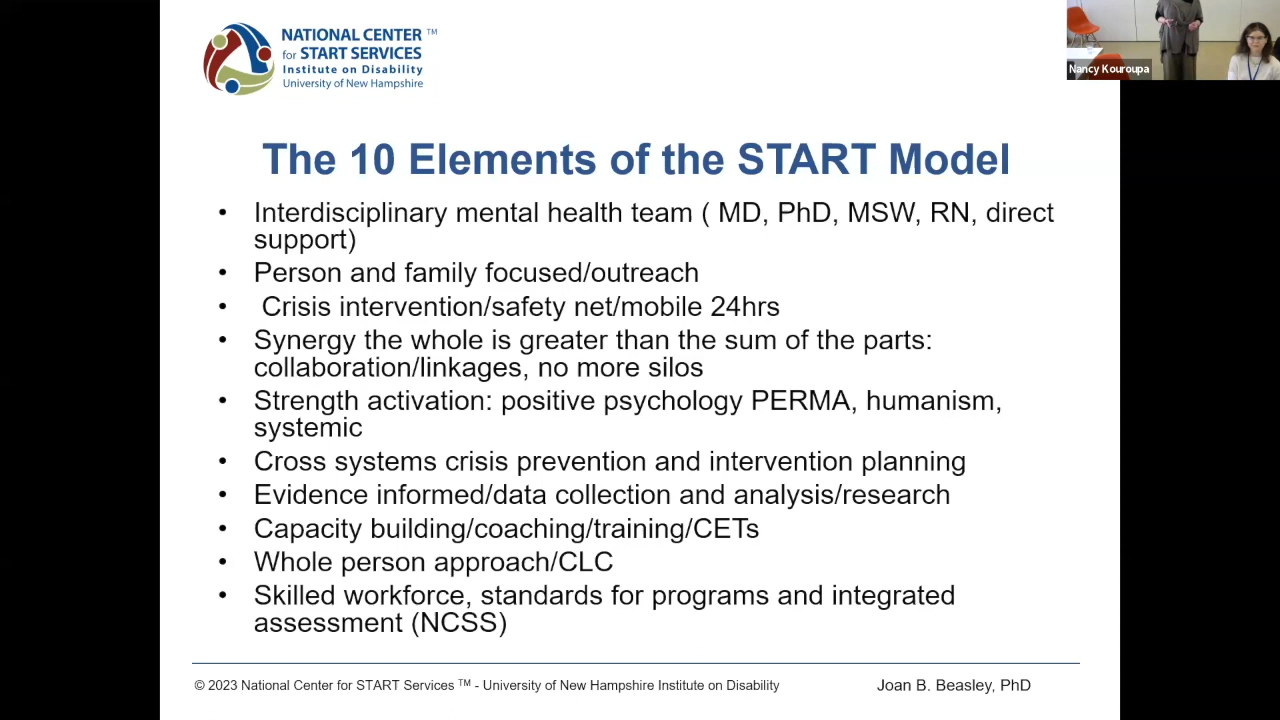 NATIONAL CENTER TM
for START SERVICES
Institute on Disability
University of New Hampshire
Nancy Kouroupa
The 10 Elements of the START Model
• Interdisciplinary mental health team ( MD, PhD, MSW, RN, direct
support)
• Person and family focused/outreach
• Crisis intervention/safety net/mobile 24hrs
• Synergy the whole is greater than the sum of the parts:
collaboration/linkages, no more silos
• Strength activation: positive psychology PERMA, humanism,
systemic
• Cross systems crisis prevention and intervention planning
• Evidence informed/data collection and analysis/research
• Capacity building/coaching/training/CETs
• Whole person approach/CLC
• Skilled workforce, standards for programs and integrated
assessment (NCSS)
© 2023 National Center for START Services TM - University of New Hampshire Institute on Disability
Joan B. Beasley, PhD